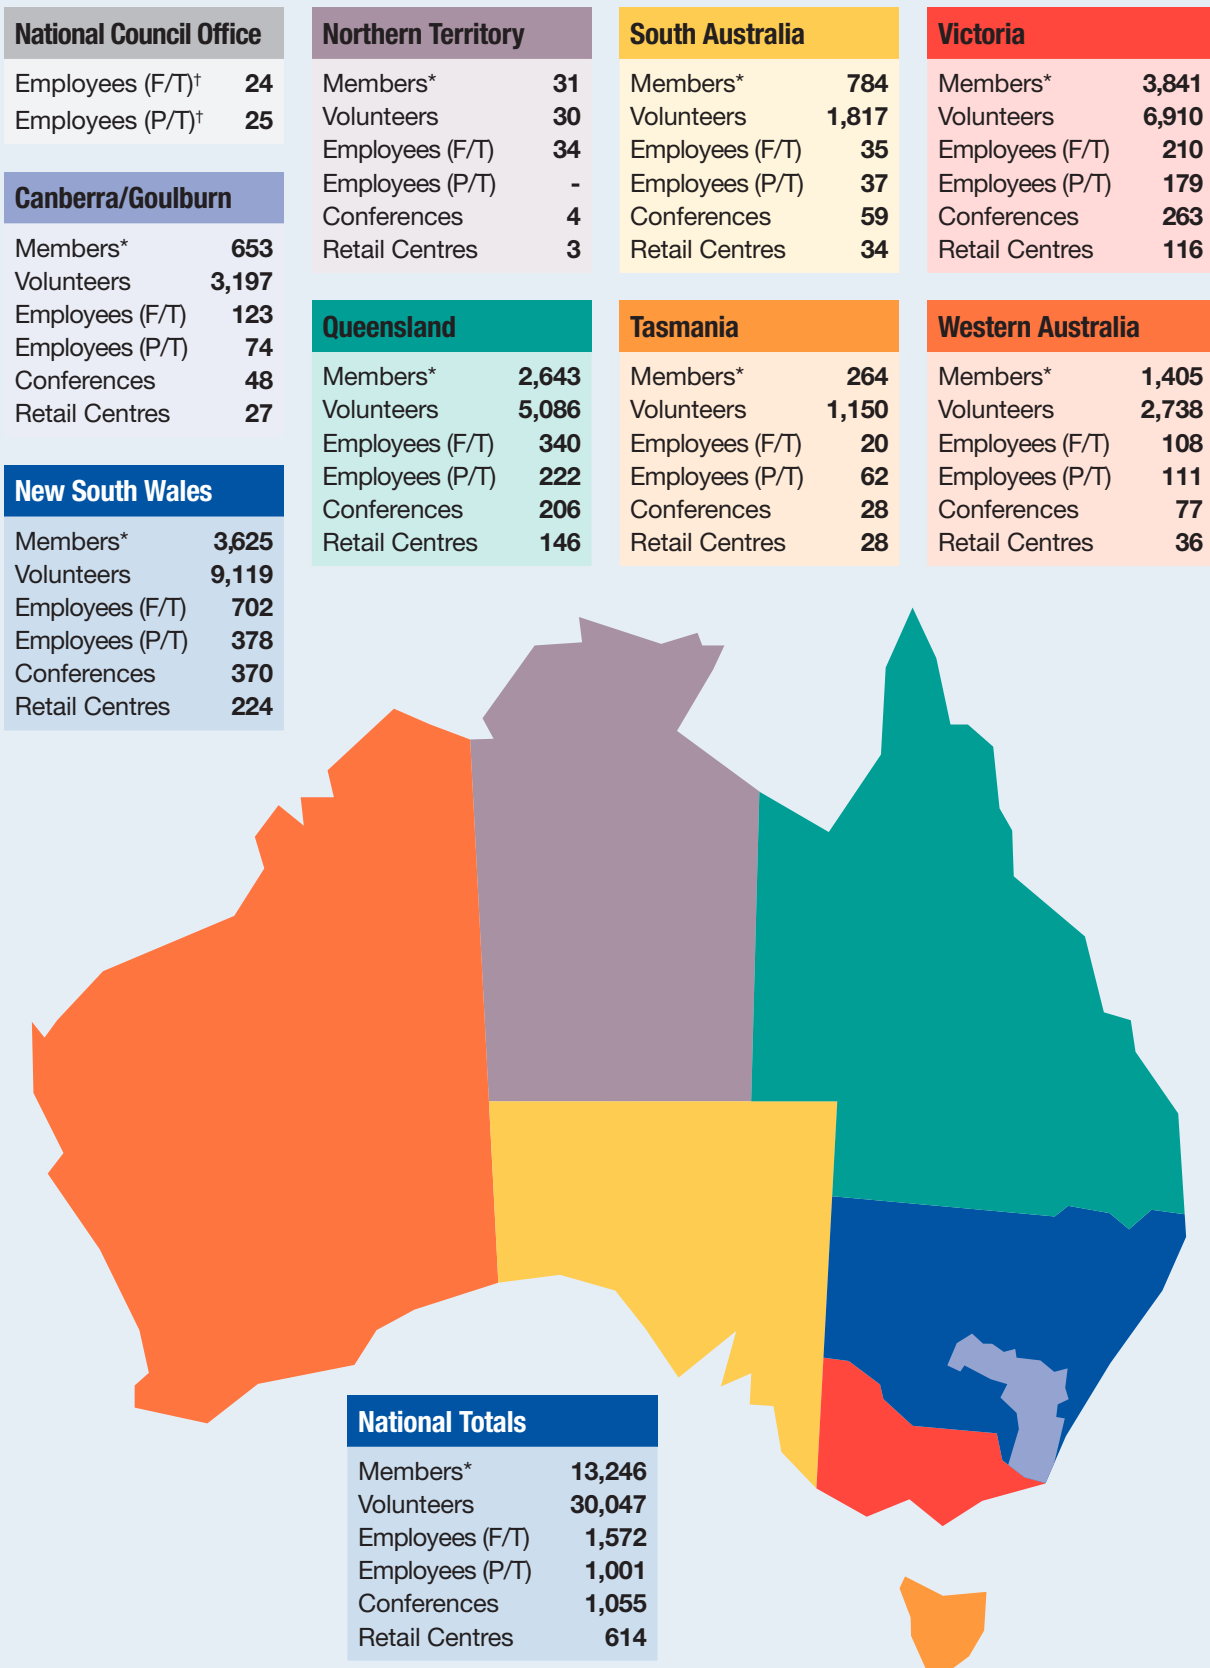 National Council Office
Employees (F/T)† 24
Employees (P/T)† 25
Canberra/Goulburn
Members* 653
Volunteers 3,197
Employees (F/T) 123
Employees (P/T) 74
Conferences 48
Retail Centres 27
New South Wales
Members* 3,625
Volunteers 9,119
Employees (F/T) 702
Employees (P/T) 378
Conferences 370
Retail Centres 224
Northern Territory
Members* 31
Volunteers 30
Employees (F/T) 34
Employees (P/T) -
Conferences 4
Retail Centres 3
Queensland
Members* 2,643
Volunteers 5,086
Employees (F/T) 340
Employees (P/T) 222
Conferences 206
Retail Centres 146
South Australia
Members* 784
Volunteers 1,817
Employees (F/T) 35
Employees (P/T) 37
Conferences 59
Retail Centres 34
Tasmania
Members* 264
Volunteers 1,150
Employees (F/T) 20
Employees (P/T) 62
Conferences 28
Retail Centres 28
Victoria
Members* 3,841
Volunteers 6,910
Employees (F/T) 210
Employees (P/T) 179
Conferences 263
Retail Centres 116
Western Australia
Members* 1,405
Volunteers 2,738
Employees (F/T) 108
Employees (P/T) 111
Conferences 77
Retail Centres 36
National Totals
Members* 13,246
Volunteers 30,047
Employees (F/T) 1,572
Employees (P/T) 1,001
Conferences 1,055
Retail Centres 614